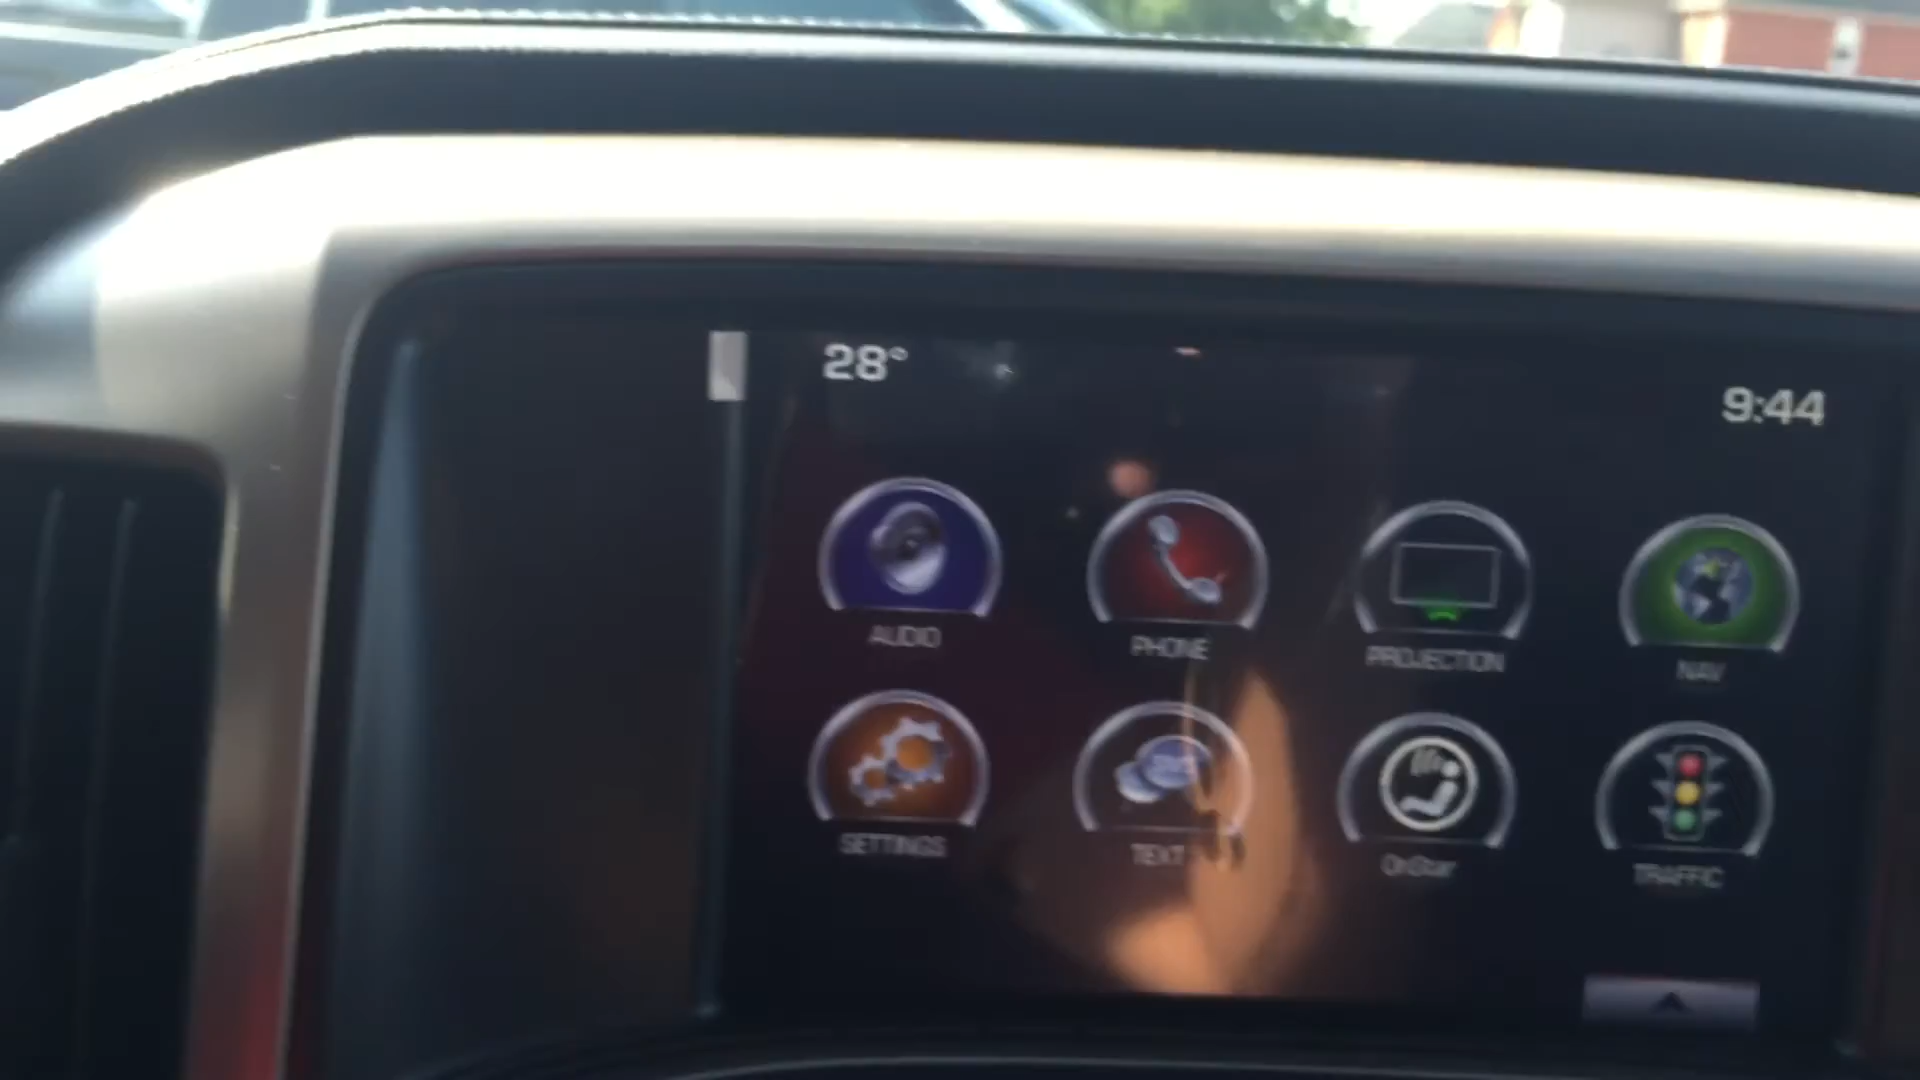 28°
9:44
AUDIO
PHONE
PROJECTION
NAV
SETTINGS
TEXT
OnStar
TRAFFIC